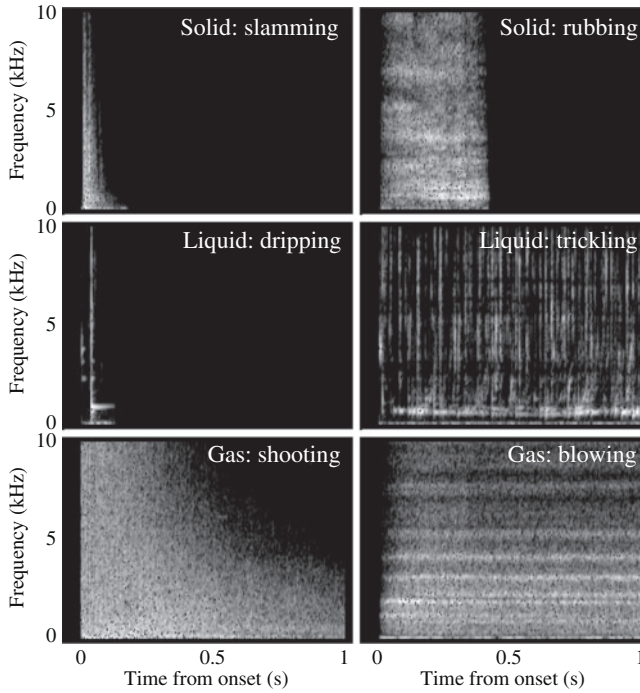 Solid: slamming
Solid: rubbing
Frequency (kHz)
10
5
0
Liquid: dripping
Liquid: trickling
Frequency (kHz)
10
5
0
Gas: shooting
Gas: blowing
Frequency (kHz)
10
5
0
0
0.5
1
0
0.5
1
Time from onset (s)
Time from onset (s)